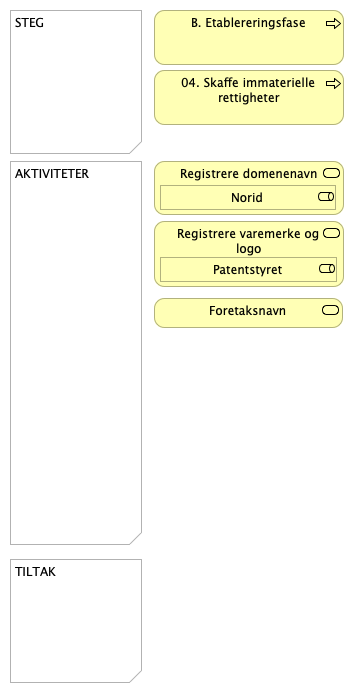 STEG
B. Etablereringsfase
04. Skaffe immaterielle
rettigheter
AKTIVITETER
Registrere domenenavn
Norid
Registrere varemerke og
logo
Patentstyret
Foretaksnavn
TILTAK